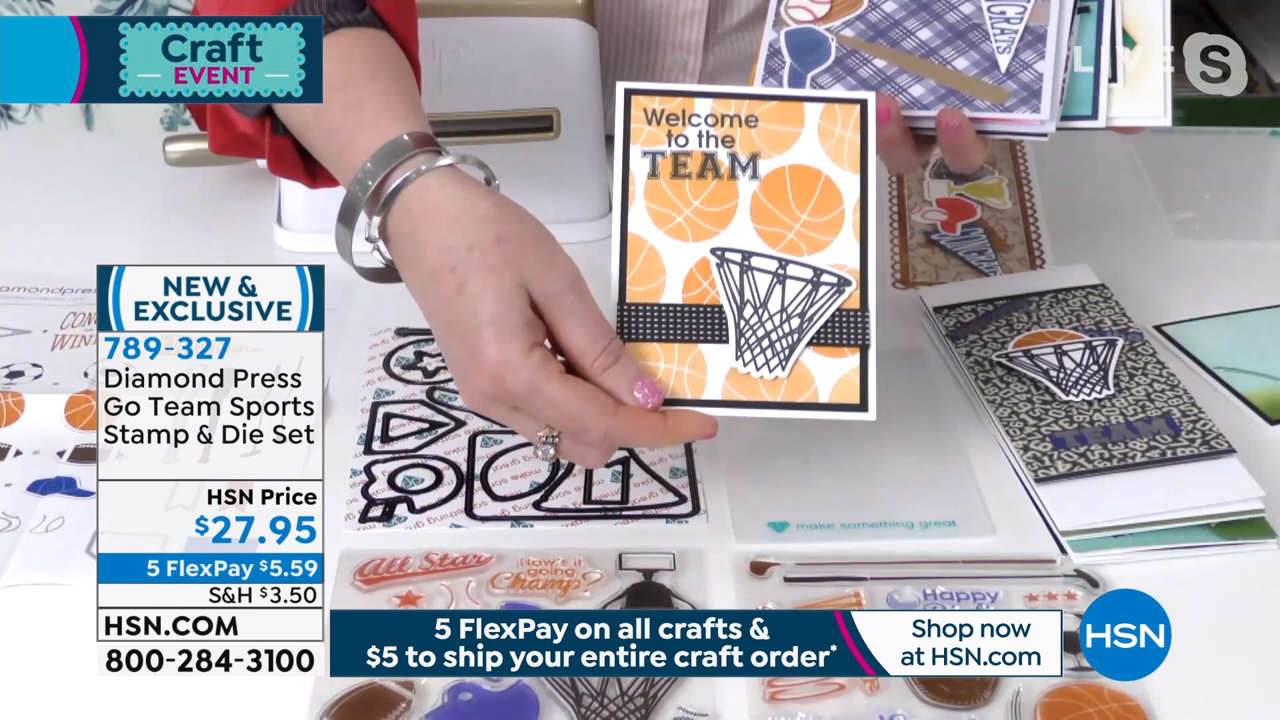 Craft
EVENT
LIVE S
CONGRATS
Welcome
to the
TEAM
NEW &
EXCLUSIVE
789-327
Diamond Press
Go Team Sports
Stamp & Die Set
HSN Price
$27.95
5 FlexPay $5.59
S&H $3.50
HSN.COM
800-284-3100
TEAM
make something great
All Star
How's it
going
Champ?
Happy
5 FlexPay on all crafts &
$5 to ship your entire craft order*
Shop now
at HSN.com
HSN